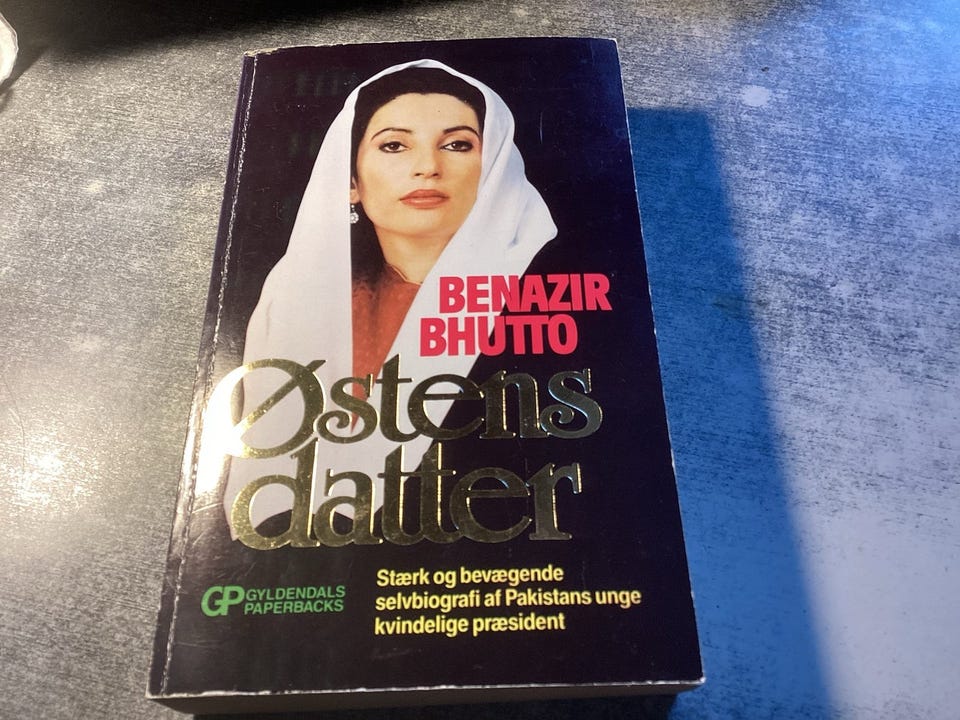 BENAZIR
BHUTTO
Østens
datter
GP GYLDENDALS
PAPERBACKS
Stærk og bevægende
selvbiografi af Pakistans unge
kvindelige præsident